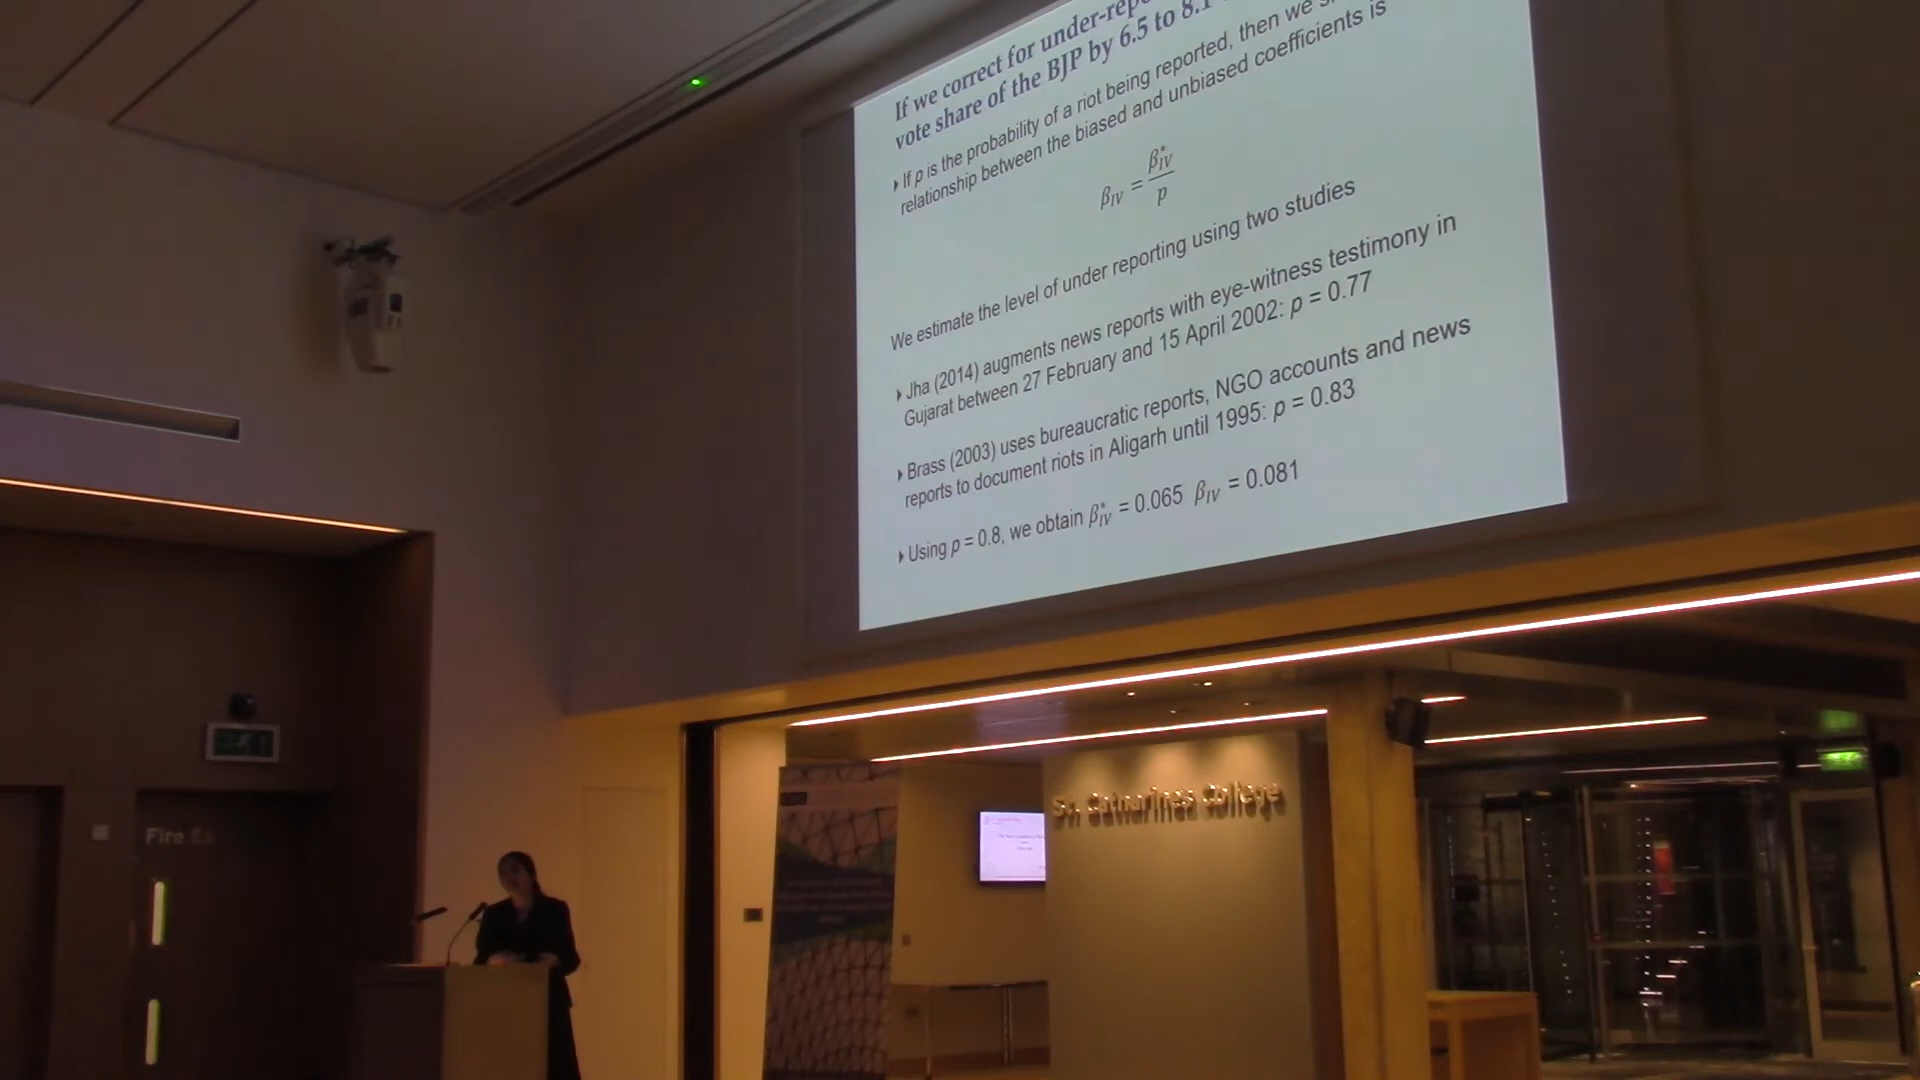 If we correct for under-repo
vote share of the BJP by 6.5 to 8.1
▸ If p is the probability of a riot being reported, then we
relationship between the biased and unbiased coefficients is
β_IV = β*_IV / p
We estimate the level of under reporting using two studies
▸ Jha (2014) augments news reports with eye-witness testimony in
Gujarat between 27 February and 15 April 2002: p = 0.77
▸ Brass (2003) uses bureaucratic reports, NGO accounts and news
reports to document riots in Aligarh until 1995: p = 0.83
▸ Using p = 0.8, we obtain β*_IV = 0.065 β_IV = 0.081
St. Catharine's College
Fire Ex